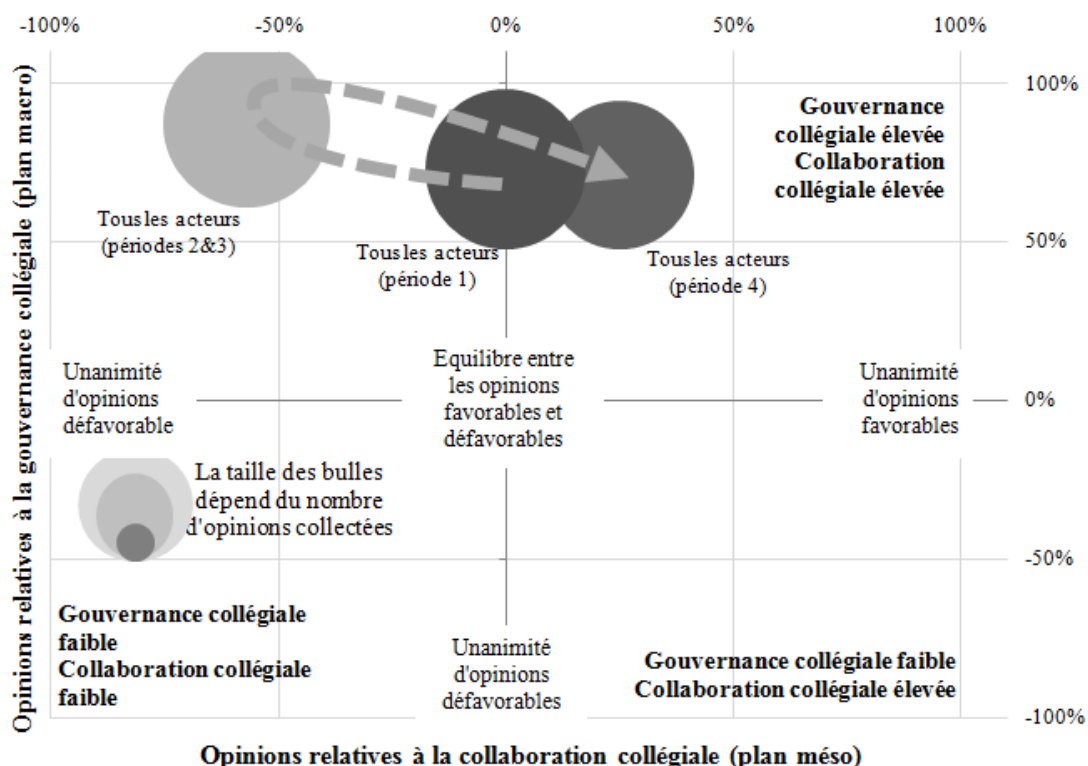 -100%
-50%
0%
50%
100%
Opinions relatives à la gouvernance collégiale (plan macro)
100%
Gouvernance
collégiale élevée
Collaboration
collégiale élevée
Tous les acteurs
(périodes 2&3)
Tous les acteurs
(période 1)
Tous les acteurs
(période 4)
50%
Unanimité
d'opinions
défavorable
Equilibre entre
les opinions
favorables et
défavorables
Unanimité
d'opinions
favorables
0%
La taille des bulles
dépend du nombre
d'opinions collectées
-50%
Gouvernance collégiale
faible
Collaboration collégiale
faible
Unanimité
d'opinions
défavorables
Gouvernance collégiale faible
Collaboration collégiale élevée
-100%
Opinions relatives à la collaboration collégiale (plan méso)